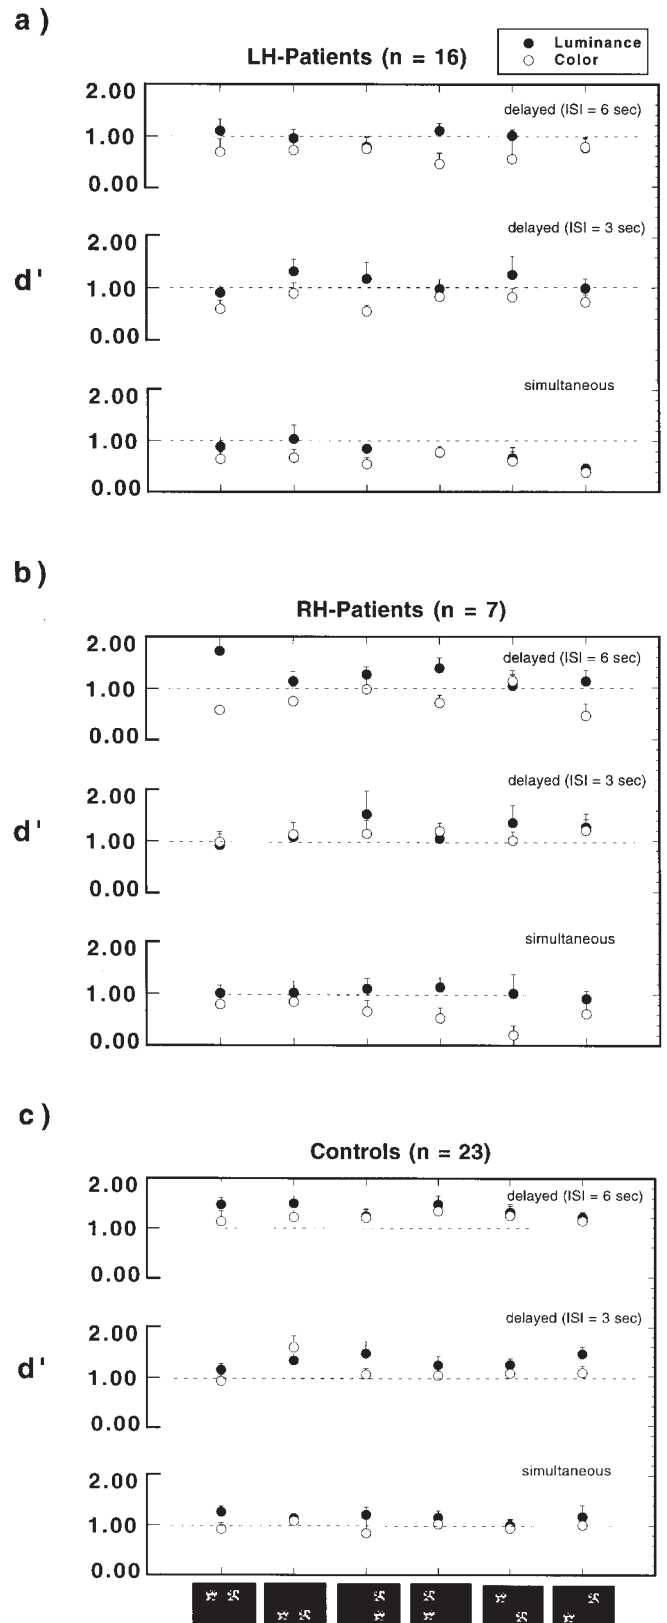 a)
LH-Patients (n = 16)
Luminance
Color
2.00
delayed (ISI = 6 sec)
1.00
0.00
delayed (ISI = 3 sec)
2.00
d'
1.00
0.00
simultaneous
2.00
1.00
0.00
b)
RH-Patients (n = 7)
2.00
delayed (ISI = 6 sec)
1.00
0.00
delayed (ISI = 3 sec)
2.00
d'
1.00
0.00
simultaneous
2.00
1.00
0.00
c)
Controls (n = 23)
2.00
delayed (ISI = 6 sec)
1.00
0.00
delayed (ISI = 3 sec)
2.00
d'
1.00
0.00
simultaneous
2.00
1.00
0.00